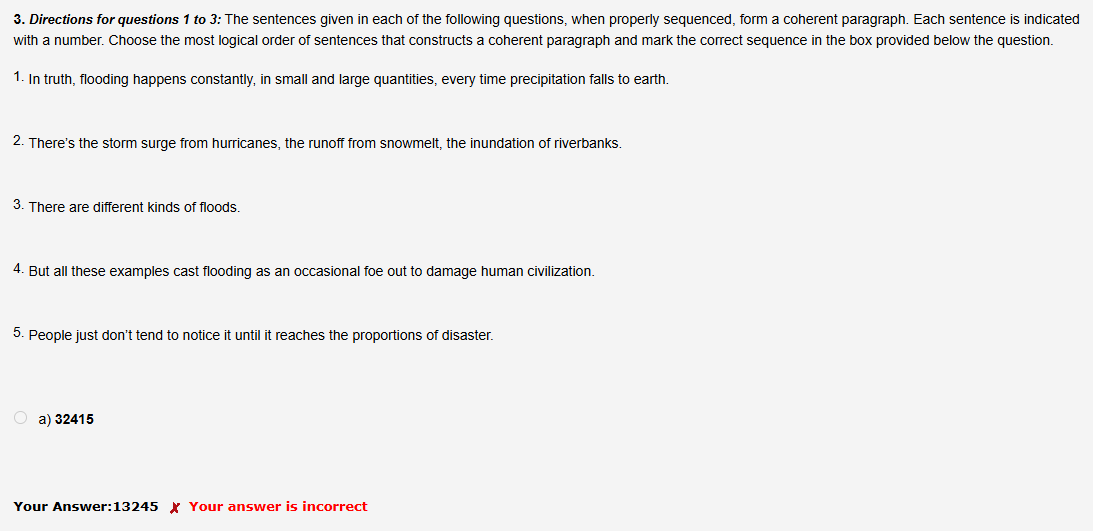 3. Directions for questions 1 to 3: The sentences given in each of the following questions, when properly sequenced, form a coherent paragraph. Each sentence is indicated
with a number. Choose the most logical order of sentences that constructs a coherent paragraph and mark the correct sequence in the box provided below the question.
1. In truth, flooding happens constantly, in small and large quantities, every time precipitation falls to earth.
2. There's the storm surge from hurricanes, the runoff from snowmelt, the inundation of riverbanks.
3. There are different kinds of floods.
4. But all these examples cast flooding as an occasional foe out to damage human civilization.
5. People just don't tend to notice it until it reaches the proportions of disaster.
a) 32415
Your Answer:13245 ✗ Your answer is incorrect